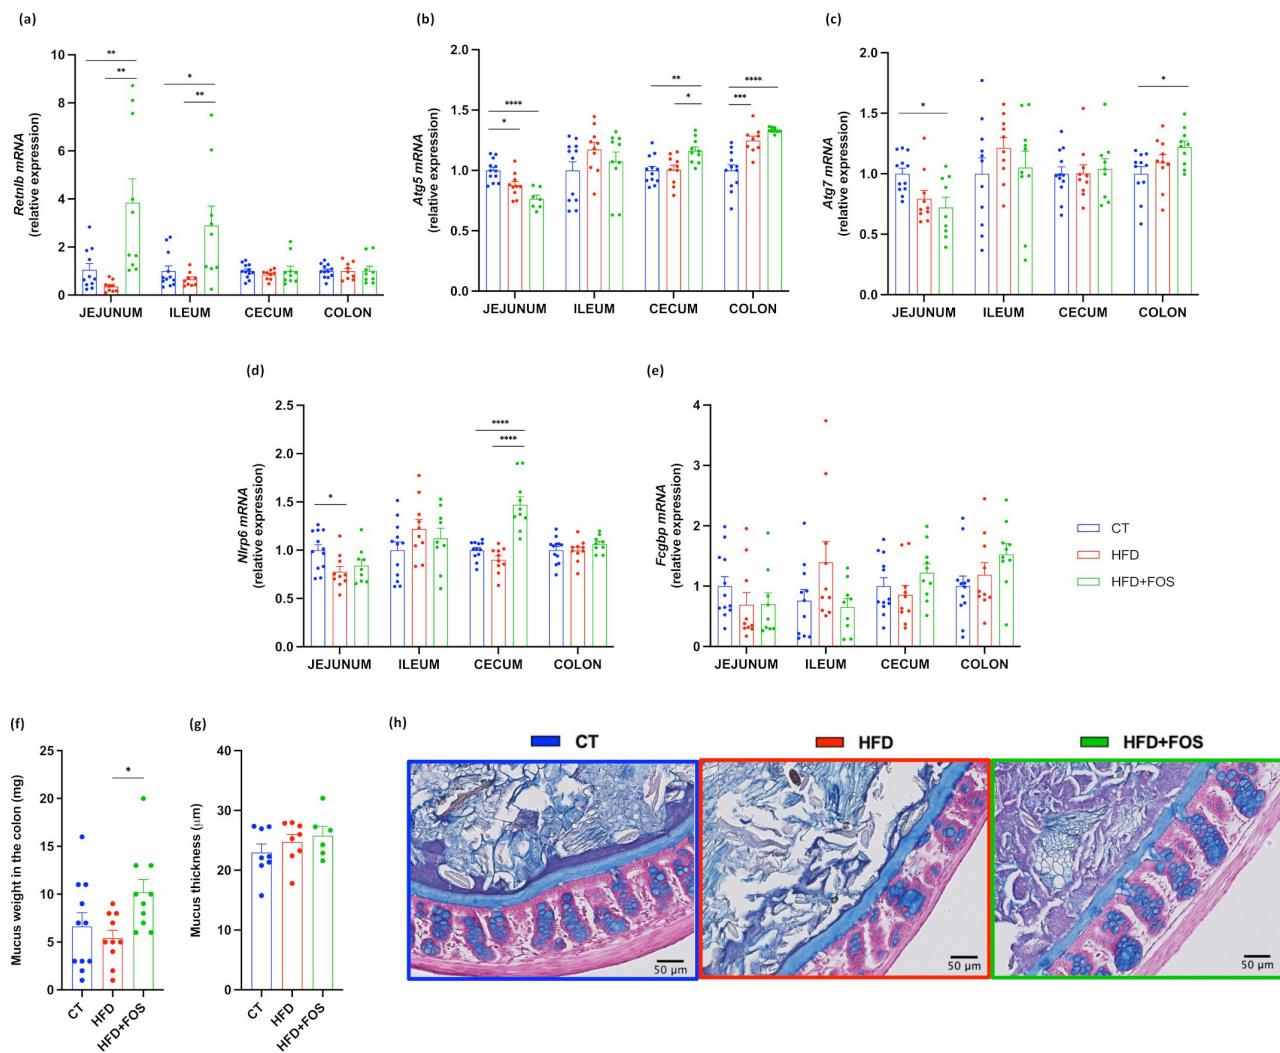 (a)
Retnlb mRNA
(relative expression)
10
8
6
4
2
0
**
**
*
**
JEJUNUM ILEUM CECUM COLON
(b)
Atg5 mRNA
(relative expression)
2.0
1.5
1.0
0.5
0.0
****
*
**
*
****
***
JEJUNUM ILEUM CECUM COLON
(c)
Atg7 mRNA
(relative expression)
2.0
1.5
1.0
0.5
0.0
*
*
JEJUNUM ILEUM CECUM COLON
(d)
Nlrp6 mRNA
(relative expression)
2.5
2.0
1.5
1.0
0.5
0.0
*
****
****
JEJUNUM ILEUM CECUM COLON
(e)
Fcgbp mRNA
(relative expression)
4
3
2
1
0
JEJUNUM ILEUM CECUM COLON
CT
HFD
HFD+FOS
(f)
Mucus weight in the colon (mg)
25
20
15
10
5
0
*
CT HFD HFD+FOS
(g)
Mucus thickness (μm)
40
30
20
10
0
CT HFD HFD+FOS
(h)
CT HFD HFD+FOS
50 μm
50 μm
50 μm